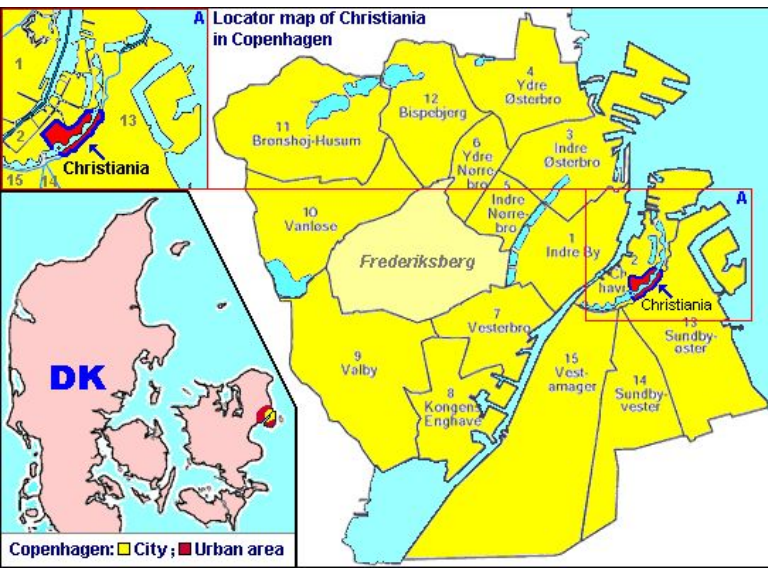 A
Locator map of Christiania
in Copenhagen
1
2
13
Christiania
15
14
4
Ydre
Østerbro
12
Bispebjerg
11
Brønshøj-Husum
3
Indre
Østerbro
6
Ydre
Nørre-
bro
5
Indre
Nørre-
bro
A
10
Vanløse
1
Indre By
2
Ch
havn
Frederiksberg
Christiania
7
Vesterbro
13
Sundby-
øster
9
Valby
15
Vest-
amager
14
Sundby-
vester
8
Kongens
Enghave
DK
Copenhagen: City; Urban area